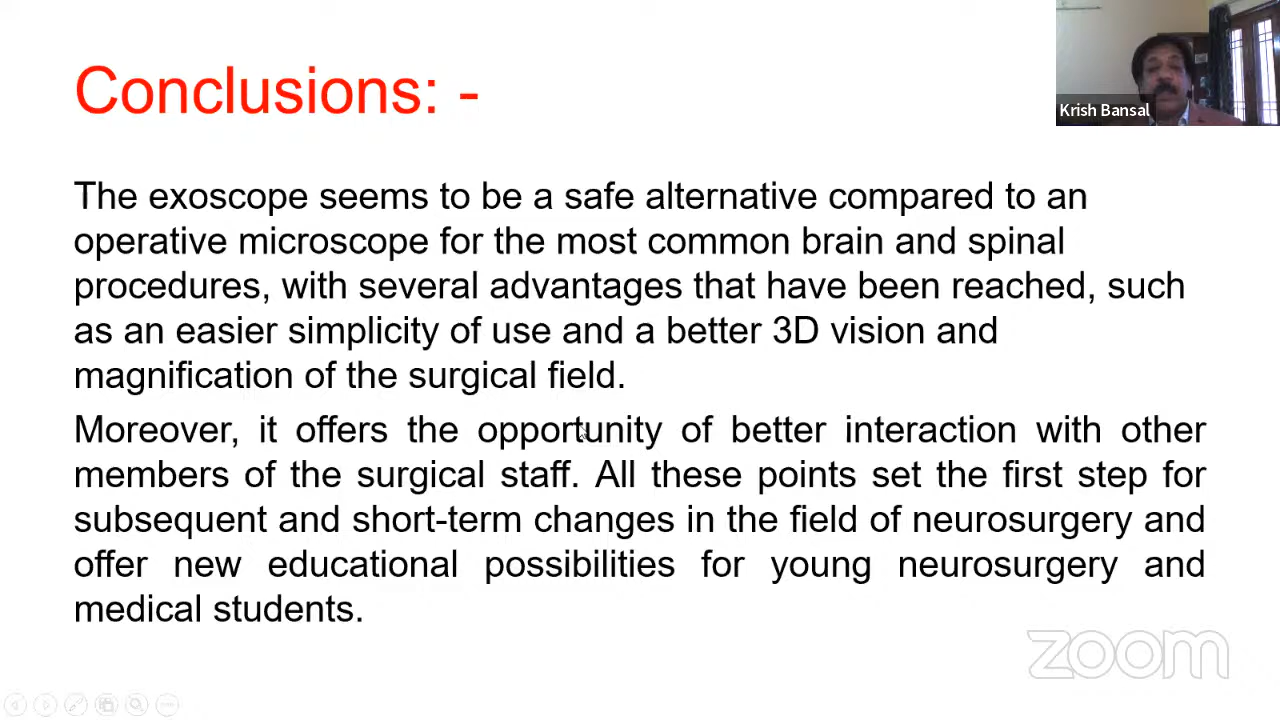 Conclusions: -
Krish Bansal
The exoscope seems to be a safe alternative compared to an
operative microscope for the most common brain and spinal
procedures, with several advantages that have been reached, such
as an easier simplicity of use and a better 3D vision and
magnification of the surgical field.
Moreover, it offers the opportunity of better interaction with other
members of the surgical staff. All these points set the first step for
subsequent and short-term changes in the field of neurosurgery and
offer new educational possibilities for young neurosurgery and
medical students.
zoom